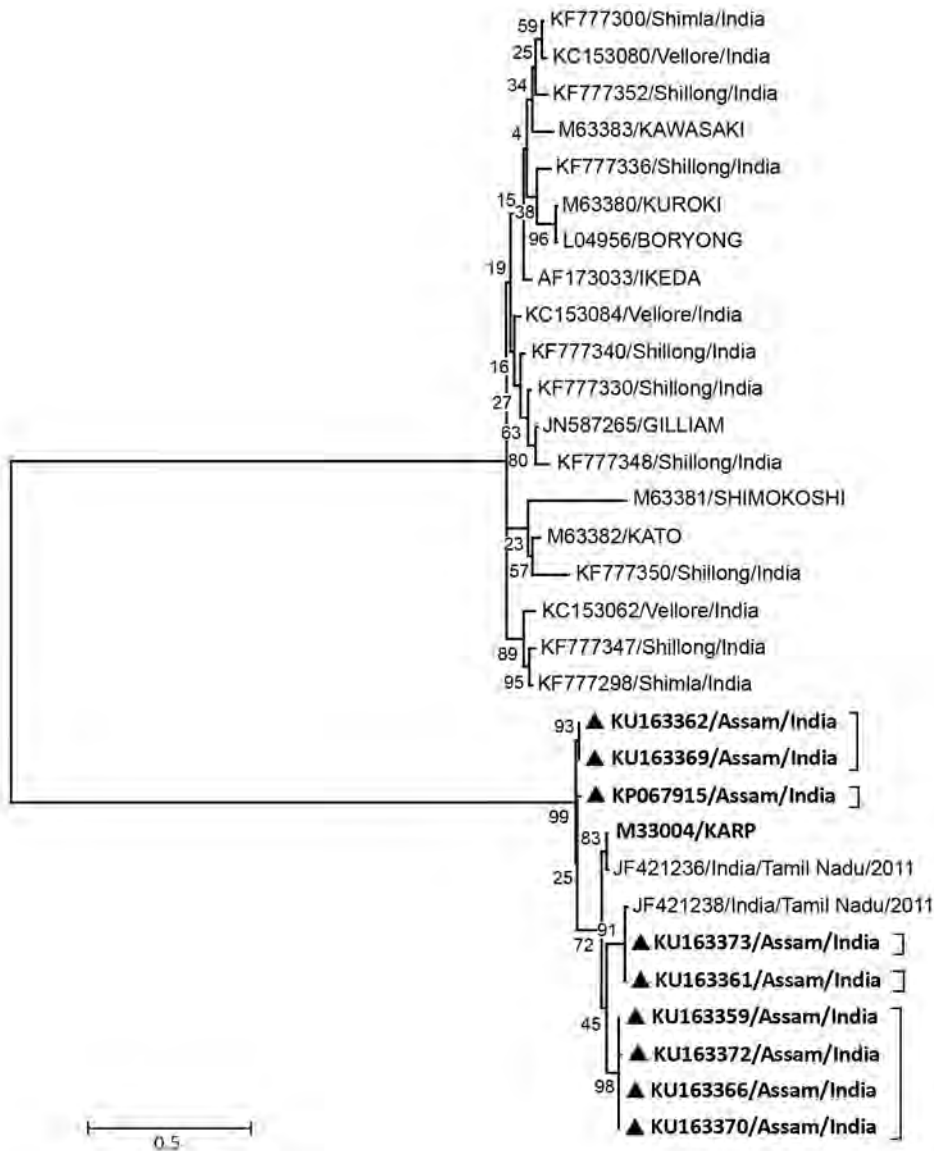 59
KF777300/Shimla/India
25
KC153080/Vellore/India
34
KF777352/Shillong/India
4
M63383/KAWASAKI
KF777336/Shillong/India
15
38
M63380/KUROKI
96
L04956/BORYONG
19
AF173033/IKEDA
KC153084/Vellore/India
16
KF777340/Shillong/India
27
KF777330/Shillong/India
63
JN587265/GILLIAM
80
KF777348/Shillong/India
M63381/SHIMOKOSHI
23
M63382/KATO
57
KF777350/Shillong/India
KC153062/Vellore/India
89
KF777347/Shillong/India
95
KF777298/Shimla/India
93
KU163362/Assam/India
KU163369/Assam/India
99
KP067915/Assam/India
83
M33004/KARP
25
JF421236/India/Tamil Nadu/2011
JF421238/India/Tamil Nadu/2011
72
91
KU163373/Assam/India
KU163361/Assam/India
45
KU163359/Assam/India
KU163372/Assam/India
98
KU163366/Assam/India
KU163370/Assam/India
0.5